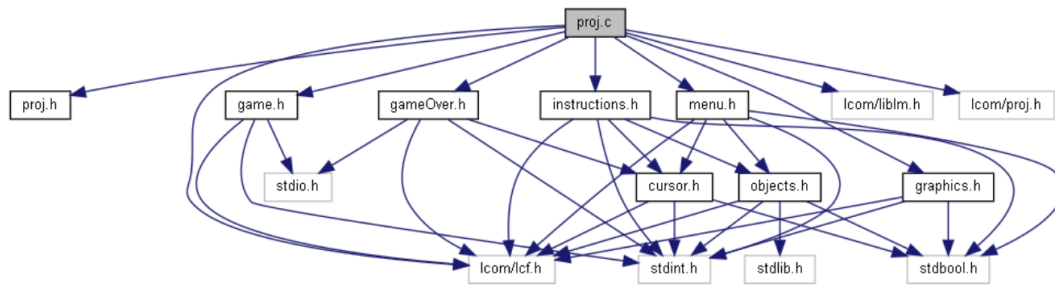 proj.c
proj.h
game.h
gameOver.h
instructions.h
menu.h
lcom/liblm.h
lcom/proj.h
stdio.h
cursor.h
objects.h
graphics.h
lcom/lcf.h
stdint.h
stdlib.h
stdbool.h